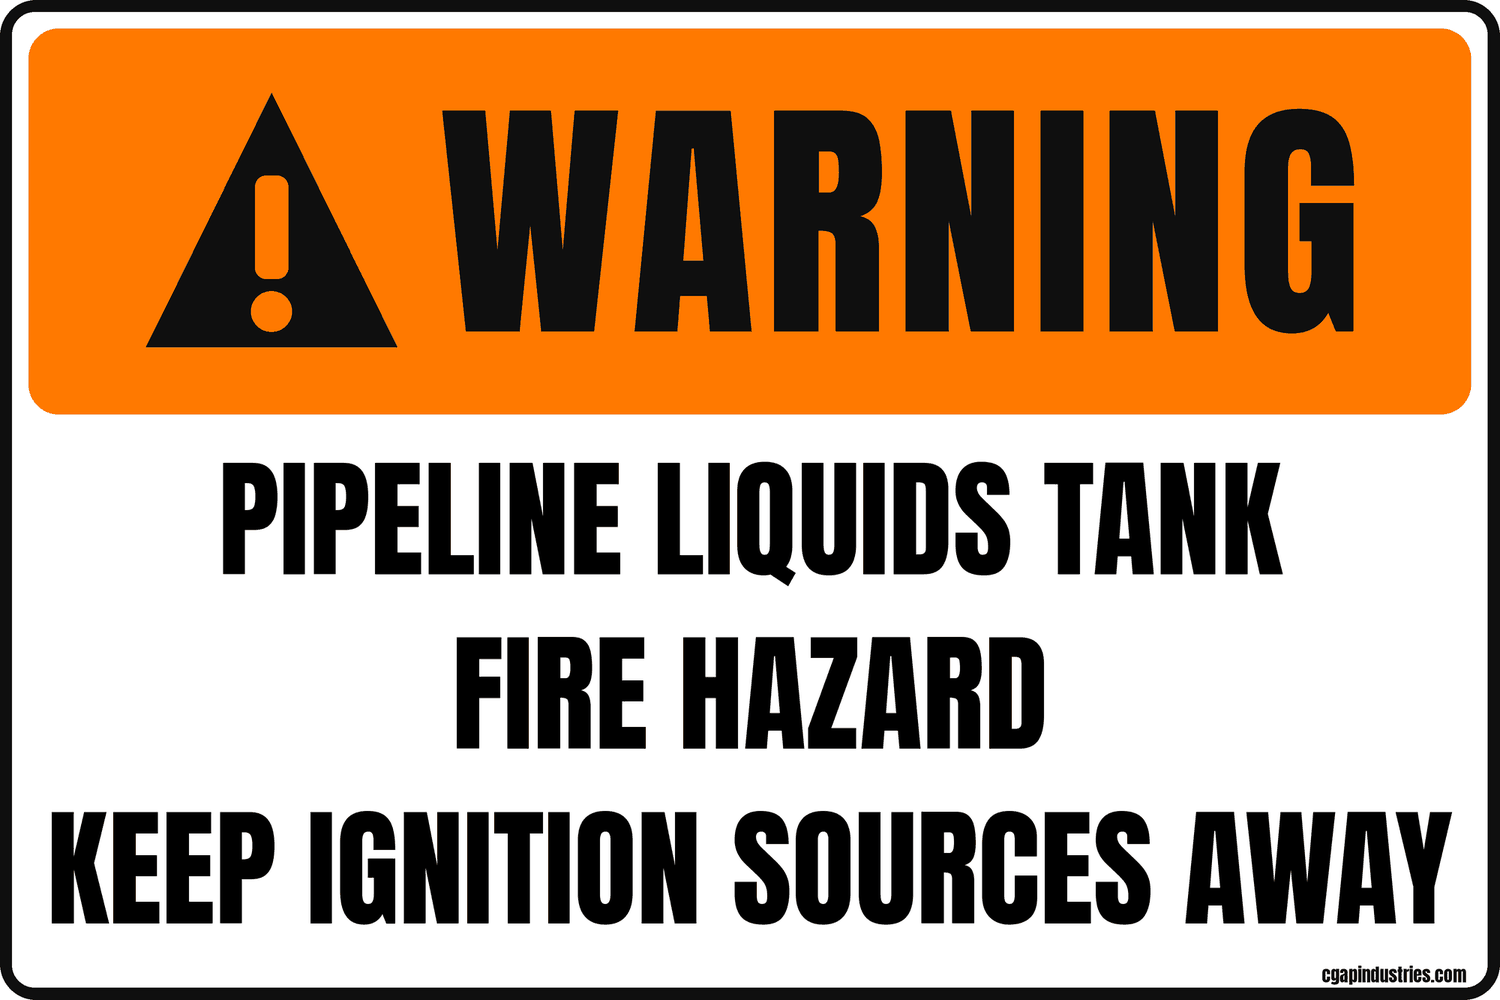 WARNING
PIPELINE LIQUIDS TANK
FIRE HAZARD
KEEP IGNITION SOURCES AWAY
cgapindustries.com